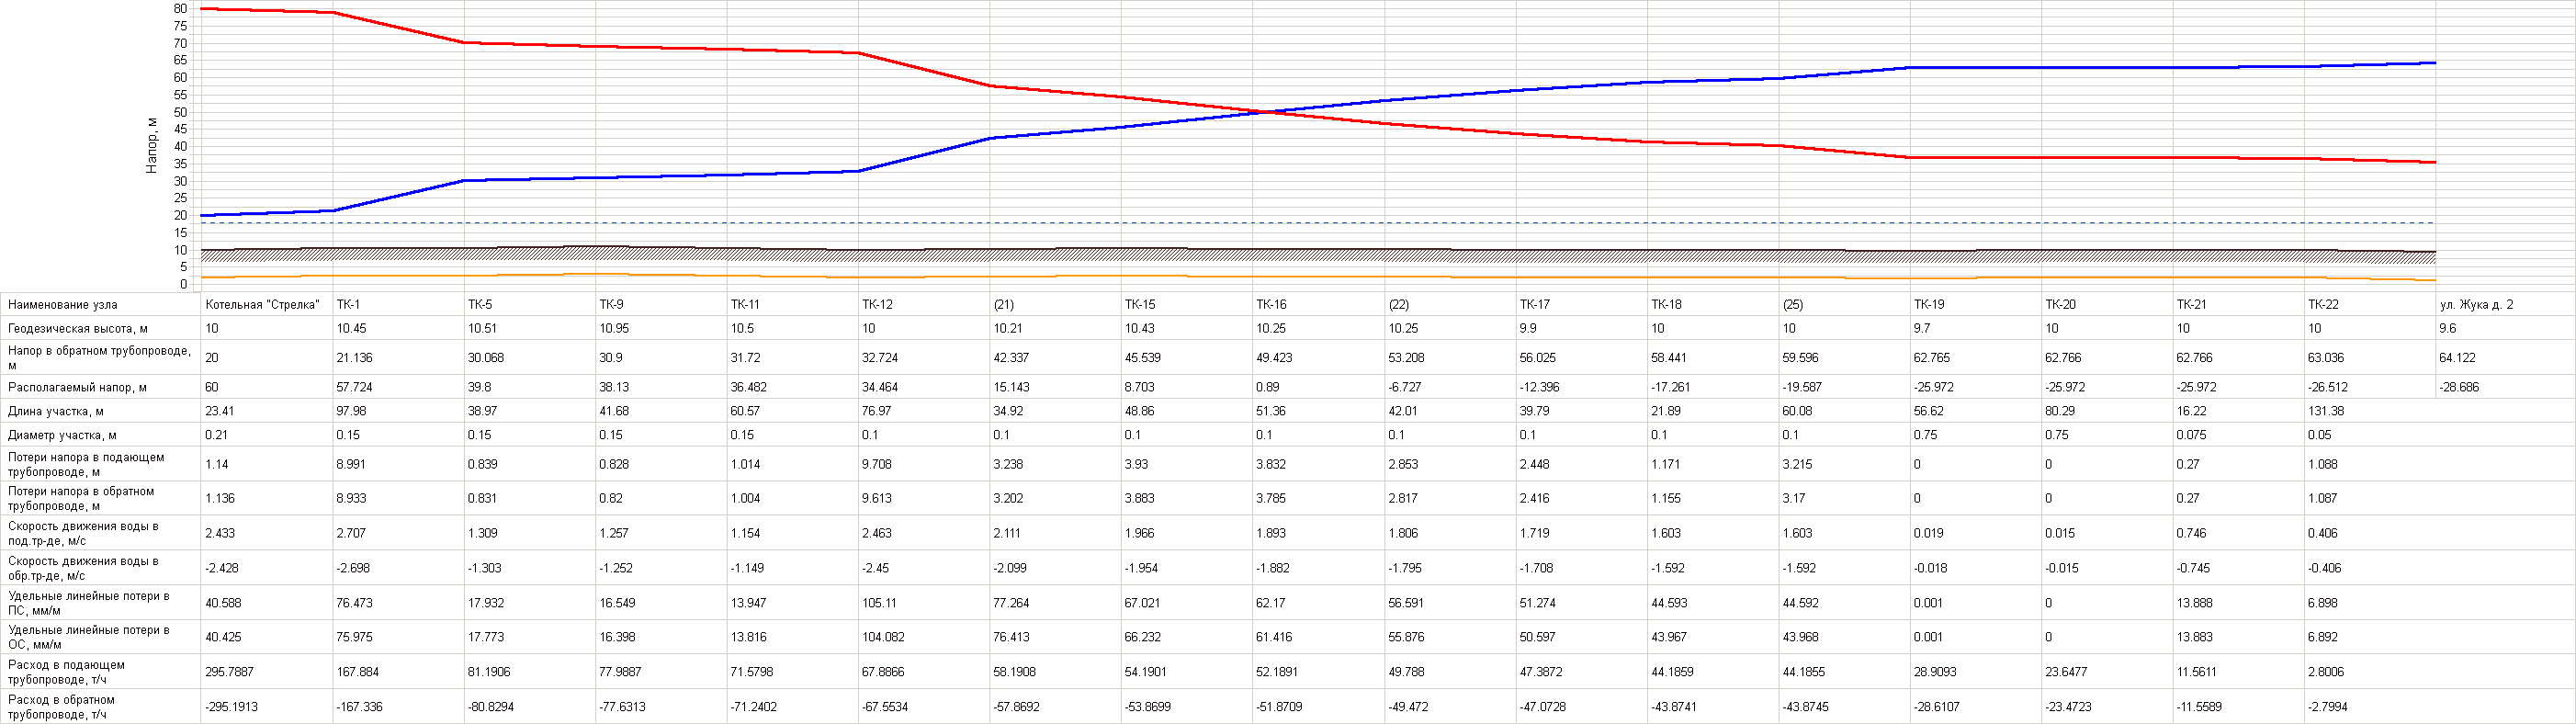 80
75
70
65
60
55
50
45
40
35
30
25
20
15
10
5
0
Напор, м
Наименование узла Котельная "Стрелка" ТК-1 ТК-5 ТК-9 ТК-11 ТК-12 (21) ТК-15 ТК-16 (22) ТК-17 ТК-18 (25) ТК-19 ТК-20 ТК-21 ТК-22 ул. Жука д. 2
Геодезическая высота, м 10 10.45 10.51 10.95 10.5 10 10.21 10.43 10.25 10.25 9.9 10 10 9.7 10 10 10 9.6
Напор в обратном трубопроводе,
м 20 21.136 30.068 30.9 31.72 32.724 42.337 45.539 49.423 53.208 56.025 58.441 59.596 62.765 62.766 62.766 63.036 64.122
Располагаемый напор, м 60 57.724 39.8 38.13 36.482 34.464 15.143 8.703 0.89 -6.727 -12.396 -17.261 -19.587 -25.972 -25.972 -25.972 -26.512 -28.686
Длина участка, м 23.41 97.98 38.97 41.68 60.57 76.97 34.92 48.86 51.36 42.01 39.79 21.89 60.08 56.62 80.29 16.22 131.38
Диаметр участка, м 0.21 0.15 0.15 0.15 0.15 0.1 0.1 0.1 0.1 0.1 0.1 0.1 0.1 0.75 0.75 0.075 0.05
Потери напора в подающем
трубопроводе, м 1.14 8.991 0.839 0.828 1.014 9.708 3.238 3.93 3.832 2.853 2.448 1.171 3.215 0 0 0.27 1.088
Потери напора в обратном
трубопроводе, м 1.136 8.933 0.831 0.82 1.004 9.613 3.202 3.883 3.785 2.817 2.416 1.155 3.17 0 0 0.27 1.087
Скорость движения воды в
под.тр-де, м/с 2.433 2.707 1.309 1.257 1.154 2.463 2.111 1.966 1.893 1.806 1.719 1.603 1.603 0.019 0.015 0.746 0.406
Скорость движения воды в
обр.тр-де, м/с -2.428 -2.698 -1.303 -1.252 -1.149 -2.45 -2.099 -1.954 -1.882 -1.795 -1.708 -1.592 -1.592 -0.018 -0.015 -0.745 -0.406
Удельные линейные потери в
ПС, мм/м 40.588 76.473 17.932 16.549 13.947 105.11 77.264 67.021 62.17 56.591 51.274 44.593 44.592 0.001 0 13.888 6.898
Удельные линейные потери в
ОС, мм/м 40.425 75.975 17.773 16.398 13.816 104.082 76.413 66.232 61.416 55.876 50.597 43.967 43.968 0.001 0 13.883 6.892
Расход в подающем
трубопроводе, т/ч 295.7887 167.884 81.1906 77.9887 71.5798 67.8866 58.1908 54.1901 52.1891 49.788 47.3872 44.1859 44.1855 28.9093 23.6477 11.5611 2.8006
Расход в обратном
трубопроводе, т/ч -295.1913 -167.336 -80.8294 -77.6313 -71.2402 -67.5534 -57.8692 -53.8699 -51.8709 -49.472 -47.0728 -43.8741 -43.8745 -28.6107 -23.4723 -11.5589 -2.7994